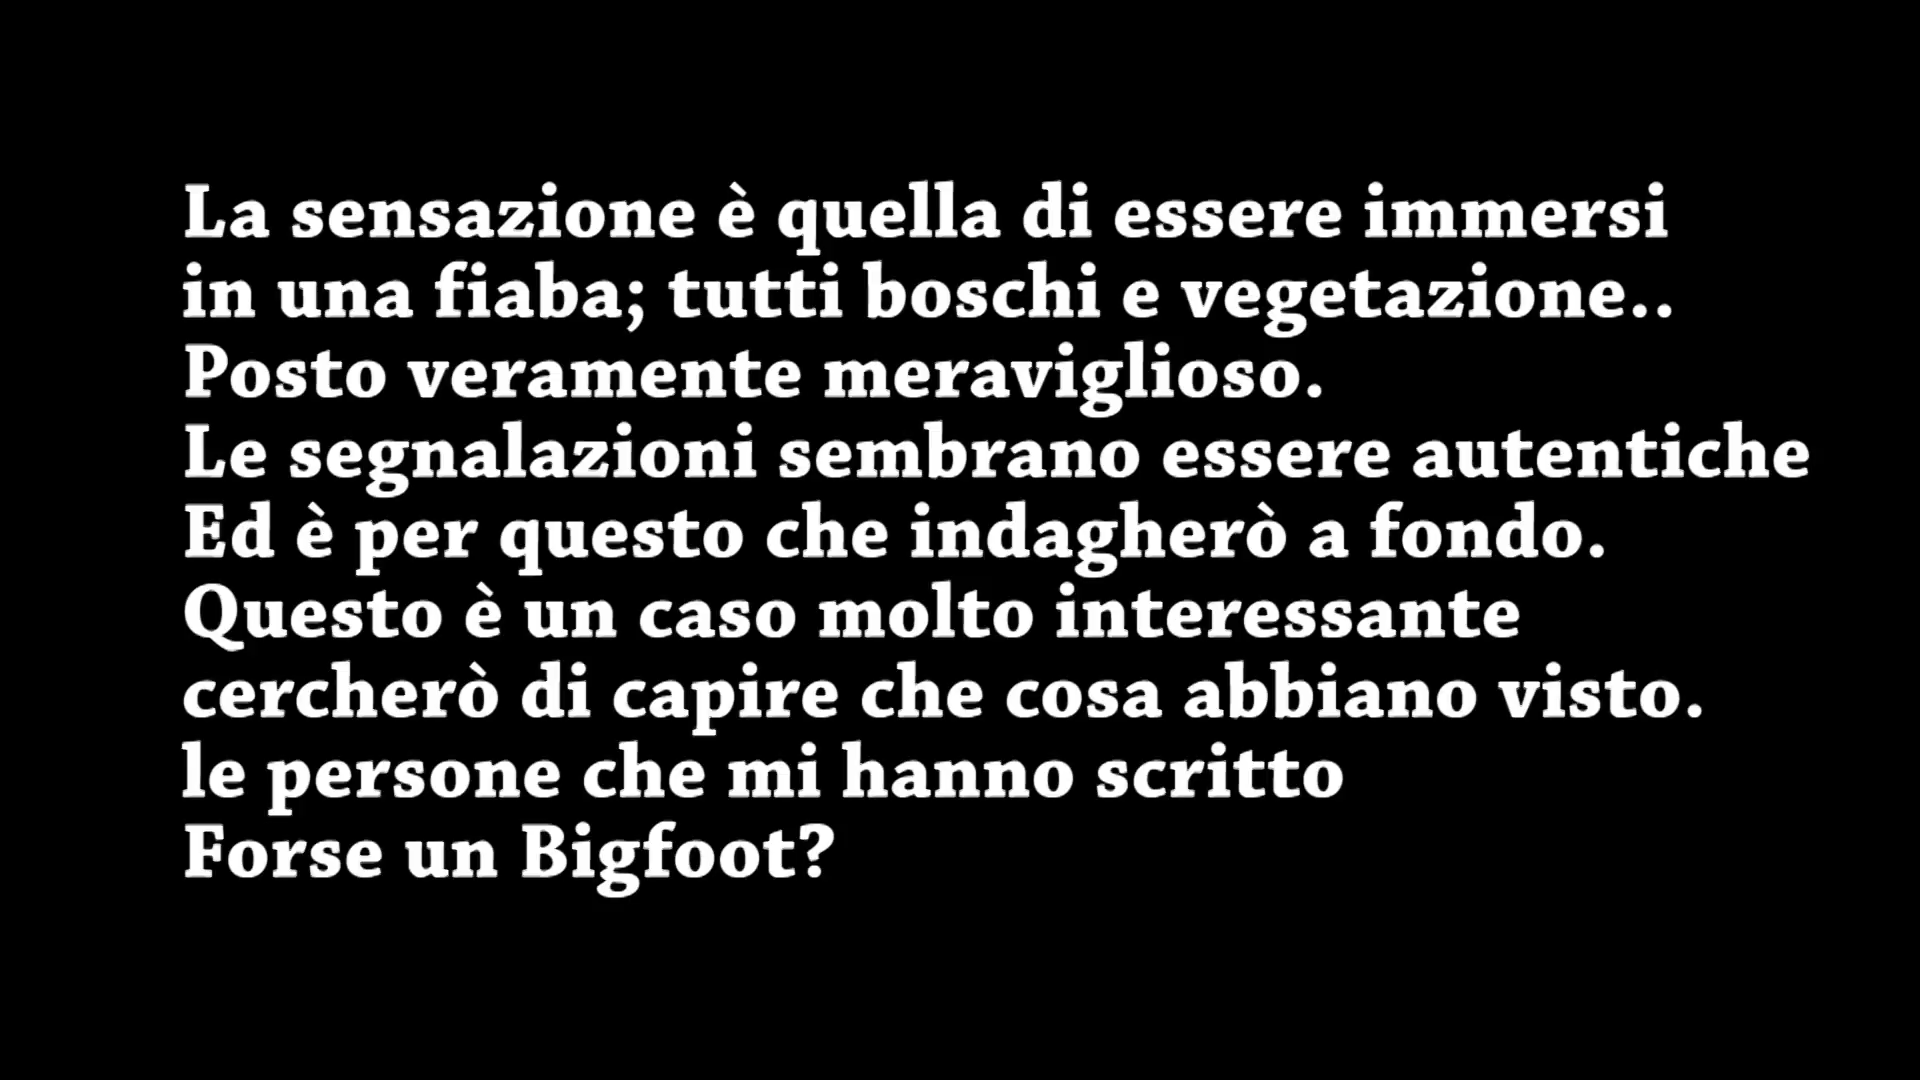 La sensazione è quella di essere immersi
in una fiaba; tutti boschi e vegetazione..
Posto veramente meraviglioso.
Le segnalazioni sembrano essere autentiche
Ed è per questo che indagherò a fondo.
Questo è un caso molto interessante
cercherò di capire che cosa abbiano visto.
le persone che mi hanno scritto
Forse un Bigfoot?